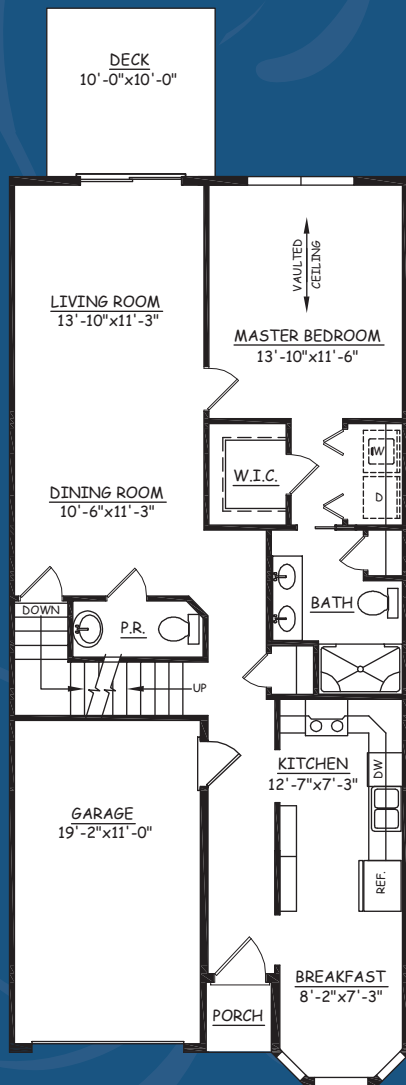 DECK
10'-0"x10'-0"
VAULTED
CEILING
LIVING ROOM
13'-10"x11'-3"
MASTER BEDROOM
13'-10"x11'-6"
W.I.C.
W
D
DINING ROOM
10'-6"x11'-3"
DOWN
P.R.
BATH
UP
KITCHEN
12'-7"x7'-3"
DW
GARAGE
19'-2"x11'-0"
REF.
BREAKFAST
8'-2"x7'-3"
PORCH